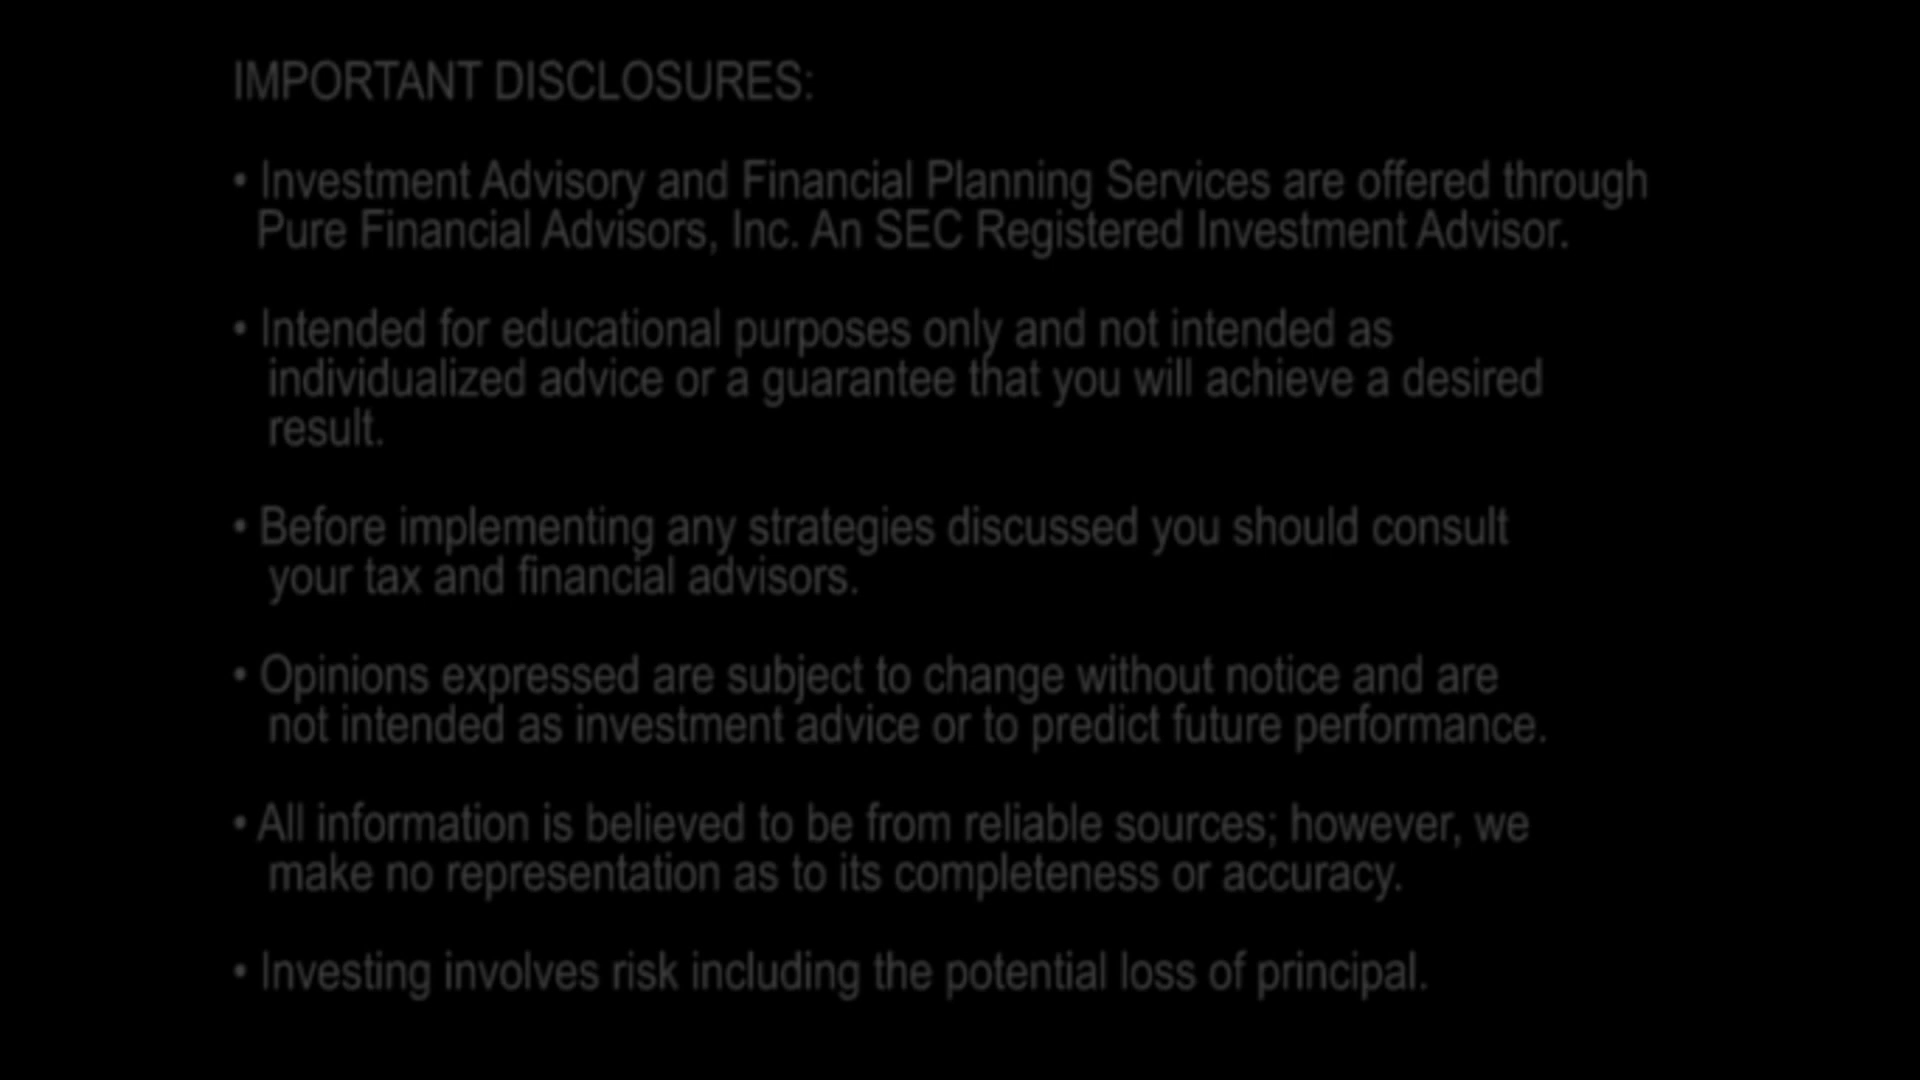 IMPORTANT DISCLOSURES:
• Investment Advisory and Financial Planning Services are offered through
Pure Financial Advisors, Inc. An SEC Registered Investment Advisor.
• Intended for educational purposes only and not intended as
individualized advice or a guarantee that you will achieve a desired
result.
• Before implementing any strategies discussed you should consult
your tax and financial advisors.
• Opinions expressed are subject to change without notice and are
not intended as investment advice or to predict future performance.
• All information is believed to be from reliable sources; however, we
make no representation as to its completeness or accuracy.
• Investing involves risk including the potential loss of principal.